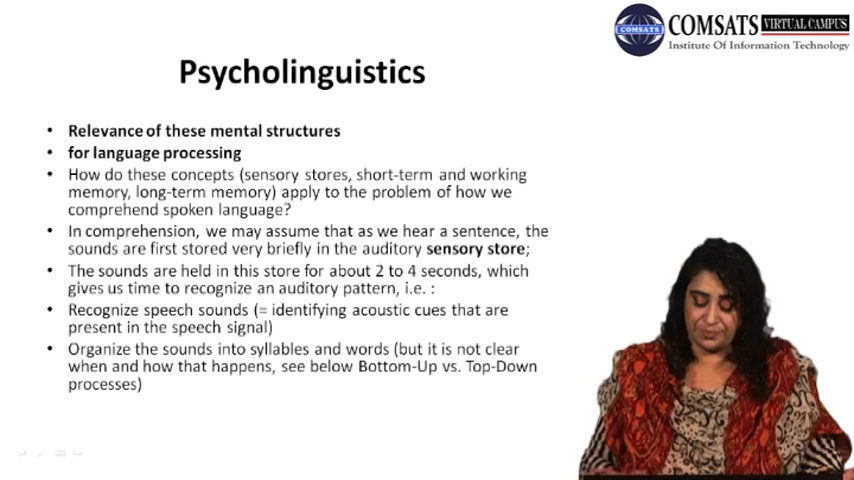 COMSATS VIRTUAL CAMPUS
COMSATS
Institute Of Information Technology
Psycholinguistics
• Relevance of these mental structures
• for language processing
• How do these concepts (sensory stores, short-term and working
memory, long-term memory) apply to the problem of how we
comprehend spoken language?
• In comprehension, we may assume that as we hear a sentence, the
sounds are first stored very briefly in the auditory sensory store;
• The sounds are held in this store for about 2 to 4 seconds, which
gives us time to recognize an auditory pattern, i.e. :
• Recognize speech sounds (= identifying acoustic cues that are
present in the speech signal)
• Organize the sounds into syllables and words (but it is not clear
when and how that happens, see below Bottom-Up vs. Top-Down
processes)